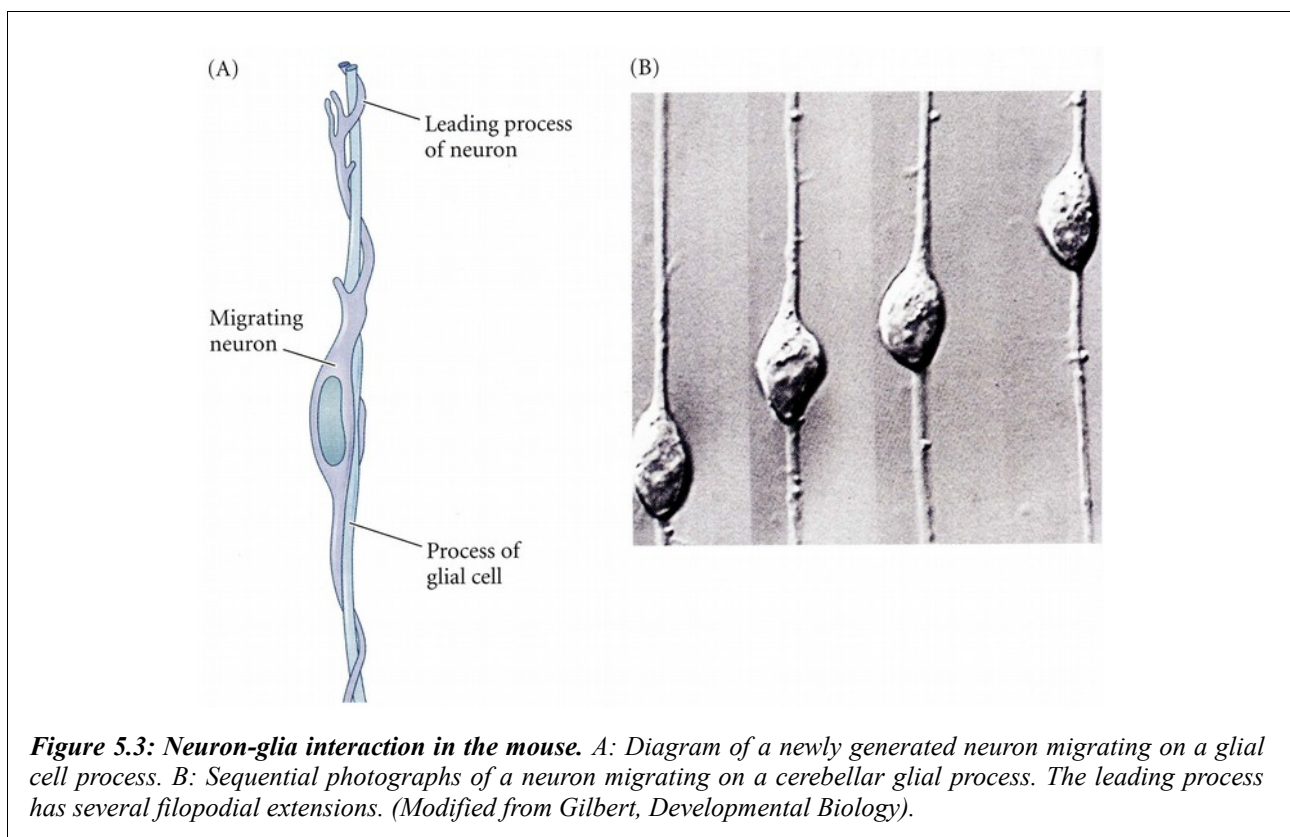 (A)
(B)
Leading process
of neuron
Migrating
neuron
Process of
glial cell
Figure 5.3: Neuron-glia interaction in the mouse. A: Diagram of a newly generated neuron migrating on a glial
cell process. B: Sequential photographs of a neuron migrating on a cerebellar glial process. The leading process
has several filopodial extensions. (Modified from Gilbert, Developmental Biology).